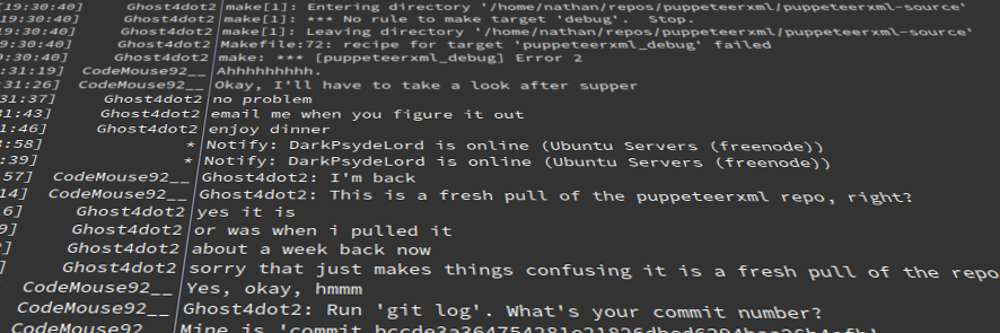 [19:30:40] Ghost4dot2 make[1]: Entering directory '/home/nathan/repos/puppeteerxml/puppeteerxml-source'
19:30:40] Ghost4dot2 make[1]: *** No rule to make target 'debug'.  Stop.
19:30:40] Ghost4dot2 make[1]: Leaving directory '/home/nathan/repos/puppeteerxml/puppeteerxml-source'
9:30:40] Ghost4dot2 Makefile:72: recipe for target 'puppeteerxml_debug' failed
9:30:40] Ghost4dot2 make: *** [puppeteerxml_debug] Error 2
:31:19] CodeMouse92__ Ahhhhhhhhh.
:31:26] CodeMouse92__ Okay, I'll have to take a look after supper
31:37] Ghost4dot2 no problem
31:43] Ghost4dot2 email me when you figure it out
1:46] Ghost4dot2 enjoy dinner
:58] * Notify: DarkPsydeLord is online (Ubuntu Servers (freenode))
:39] * Notify: DarkPsydeLord is online (Ubuntu Servers (freenode))
57] CodeMouse92__ Ghost4dot2: I'm back
14] CodeMouse92__ Ghost4dot2: This is a fresh pull of the puppeteerxml repo, right?
6] Ghost4dot2 yes it is
9] Ghost4dot2 or was when i pulled it
] Ghost4dot2 about a week back now
] Ghost4dot2 sorry that just makes things confusing it is a fresh pull of the repo
CodeMouse92__ Yes, okay, hmmm
CodeMouse92__ Ghost4dot2: Run 'git log'. What's your commit number?
CodeMouse92__ Mine is 'commit